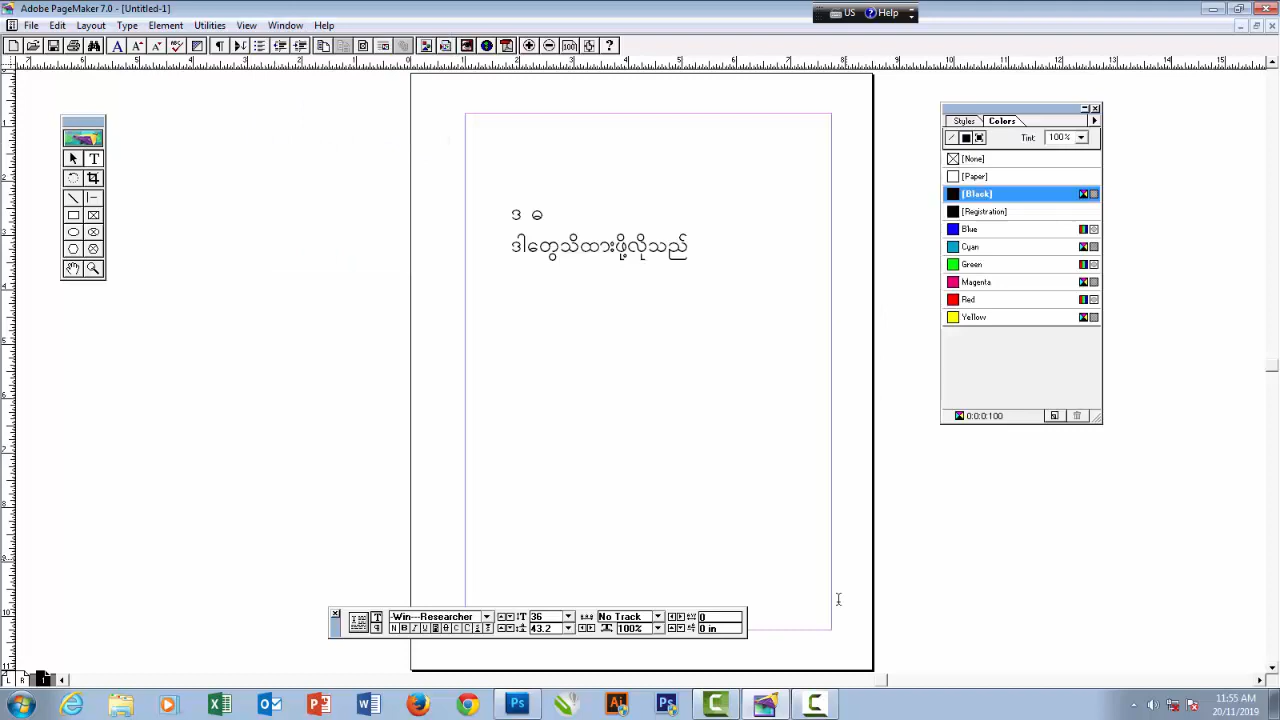 Adobe PageMaker 7.0 - [Untitled-1]
US Help
File Edit Layout Type Element Utilities View Window Help
ဒ ဓ
ဒါတွေသိထားဖို့လိုသည်
Styles Colors
Tint: 100%
[None]
[Paper]
[Black]
[Registration]
Blue
Cyan
Green
Magenta
Red
Yellow
0:0:0:100
-Win---Researcher 36 No Track 0
43.2 100% 0 in
L R 1
11:55 AM
20/11/2019